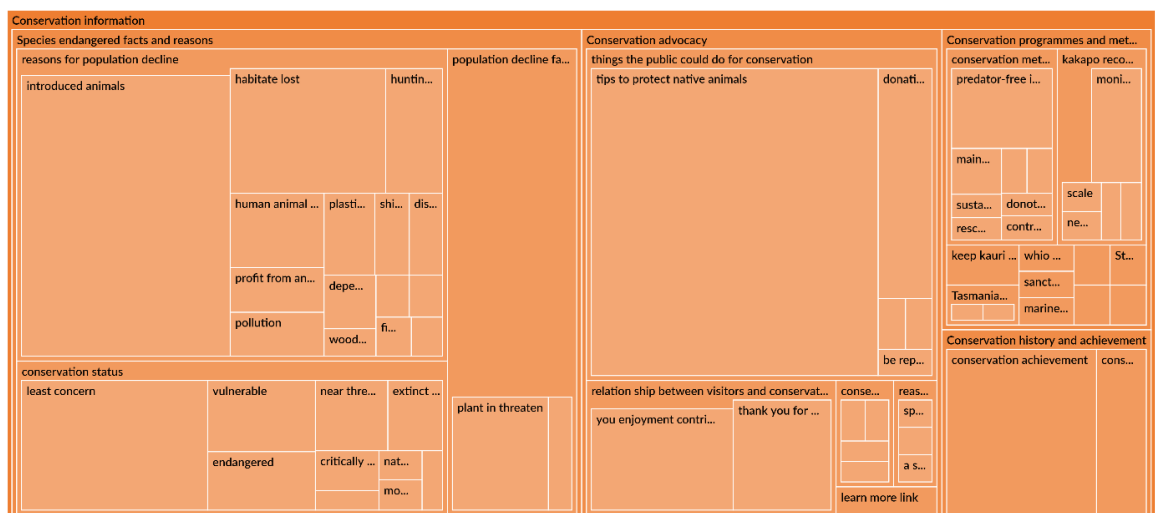 Conservation information
Species endangered facts and reasons
reasons for population decline
introduced animals
habitate lost
huntin...
human animal ...
plasti...
shi...
dis...
profit from an...
depe...
pollution
fi...
wood...
population decline fa...
plant in threaten
conservation status
least concern
vulnerable
near thre...
extinct ...
endangered
critically ...
nat...
mo...
Conservation advocacy
things the public could do for conservation
tips to protect native animals
donati...
be rep...
relation ship between visitors and conservat...
you enjoyment contri...
thank you for ...
conse...
reas...
sp...
a s...
learn more link
Conservation programmes and met...
conservation met...
predator-free i...
main...
susta...
donot...
resc...
contr...
kakapo reco...
moni...
scale
ne...
keep kauri ...
whio ...
St...
sanct...
Tasmania...
marine...
Conservation history and achievement
conservation achievement
cons...